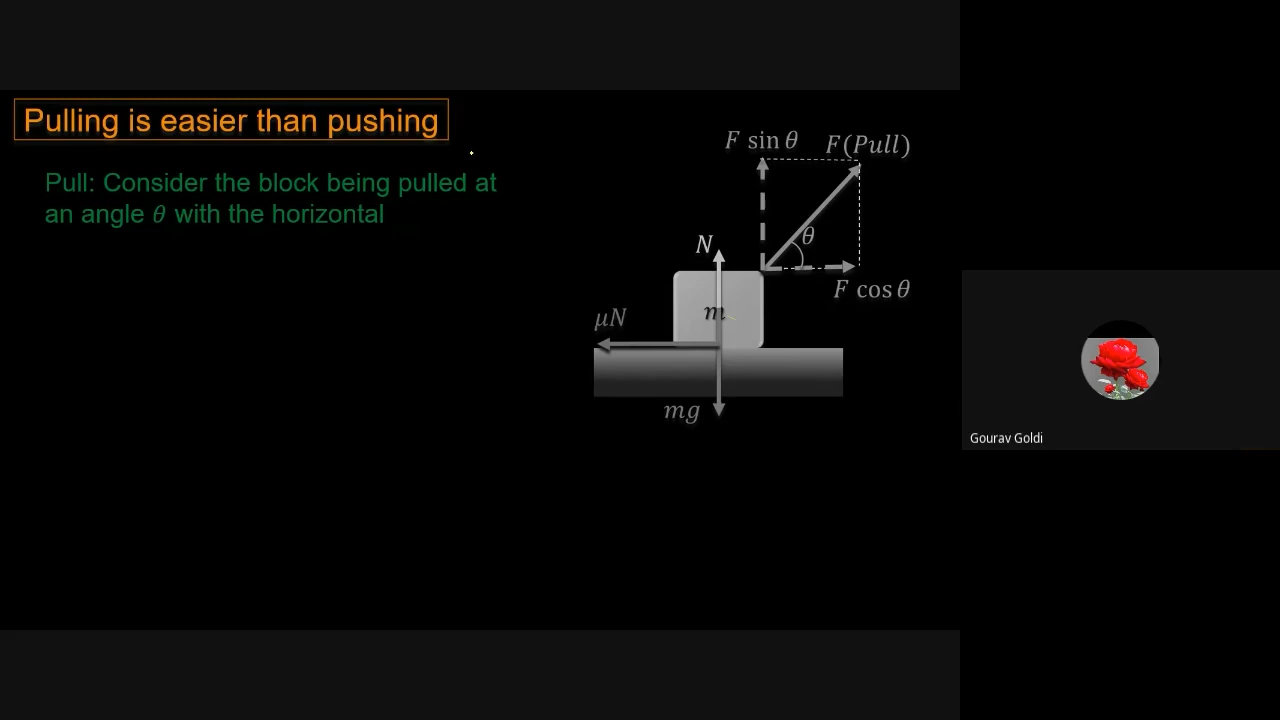 Pulling is easier than pushing
Pull: Consider the block being pulled at
an angle θ with the horizontal
F sin θ
F(Pull)
θ
N
F cos θ
m
μN
mg
Gourav Goldi